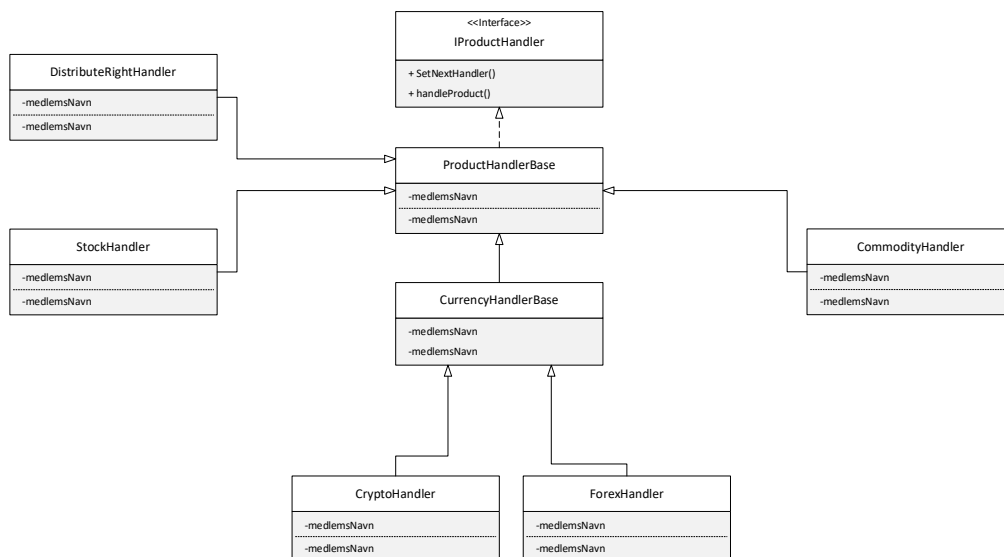 <<Interface>>
IProductHandler
+ SetNextHandler()
+ handleProduct()
DistributeRightHandler
-medlemsNavn
-medlemsNavn
ProductHandlerBase
-medlemsNavn
-medlemsNavn
StockHandler
-medlemsNavn
-medlemsNavn
CommodityHandler
-medlemsNavn
-medlemsNavn
CurrencyHandlerBase
-medlemsNavn
-medlemsNavn
CryptoHandler
-medlemsNavn
-medlemsNavn
ForexHandler
-medlemsNavn
-medlemsNavn